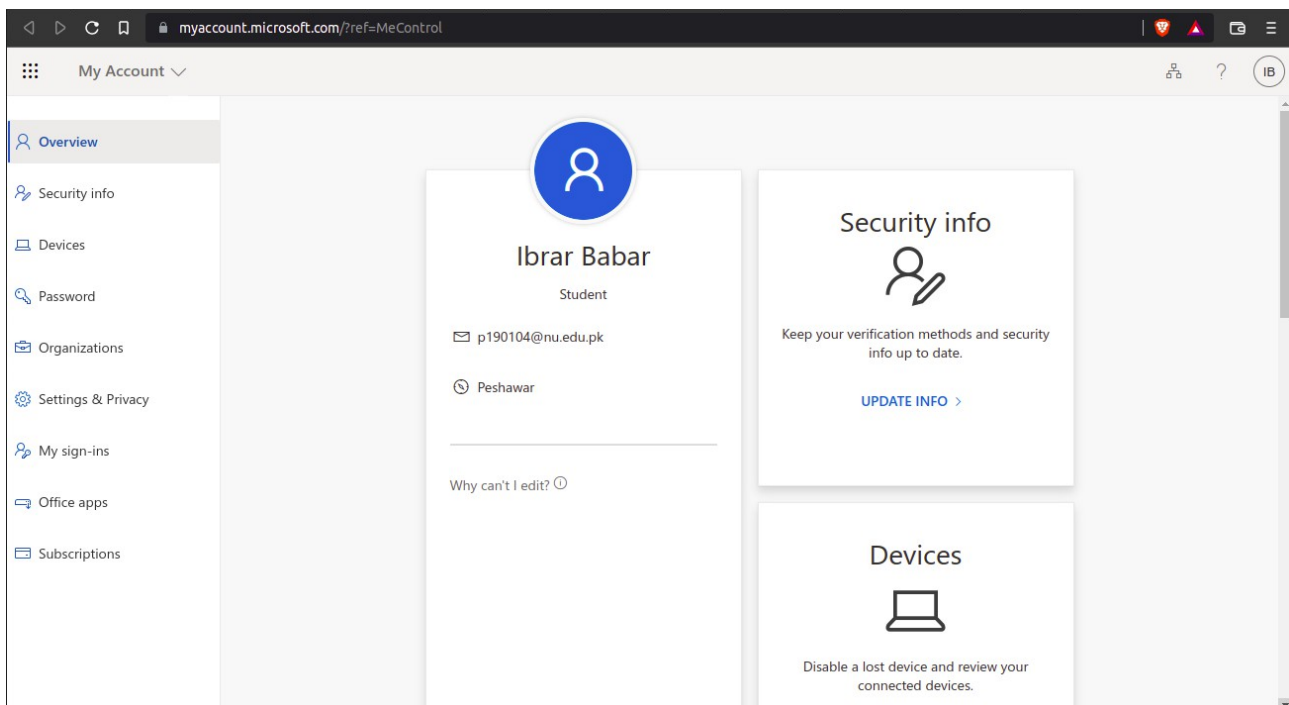 myaccount.microsoft.com/?ref=MeControl
My Account
?
IB
Overview
Security info
Devices
Password
Organizations
Settings & Privacy
My sign-ins
Office apps
Subscriptions
Ibrar Babar
Student
p190104@nu.edu.pk
Peshawar
Why can't I edit?
Security info
Keep your verification methods and security
info up to date.
UPDATE INFO >
Devices
Disable a lost device and review your
connected devices.